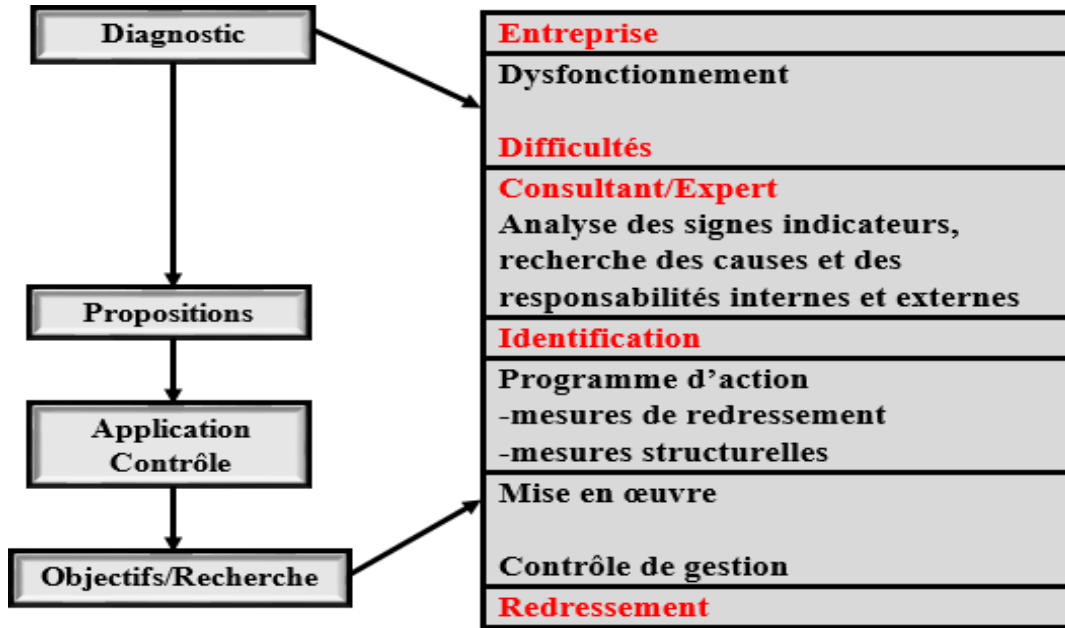 Diagnostic
Propositions
Application
Contrôle
Objectifs/Recherche
Entreprise
Dysfonctionnement
Difficultés
Consultant/Expert
Analyse des signes indicateurs,
recherche des causes et des
responsabilités internes et externes
Identification
Programme d’action
-mesures de redressement
-mesures structurelles
Mise en œuvre
Contrôle de gestion
Redressement